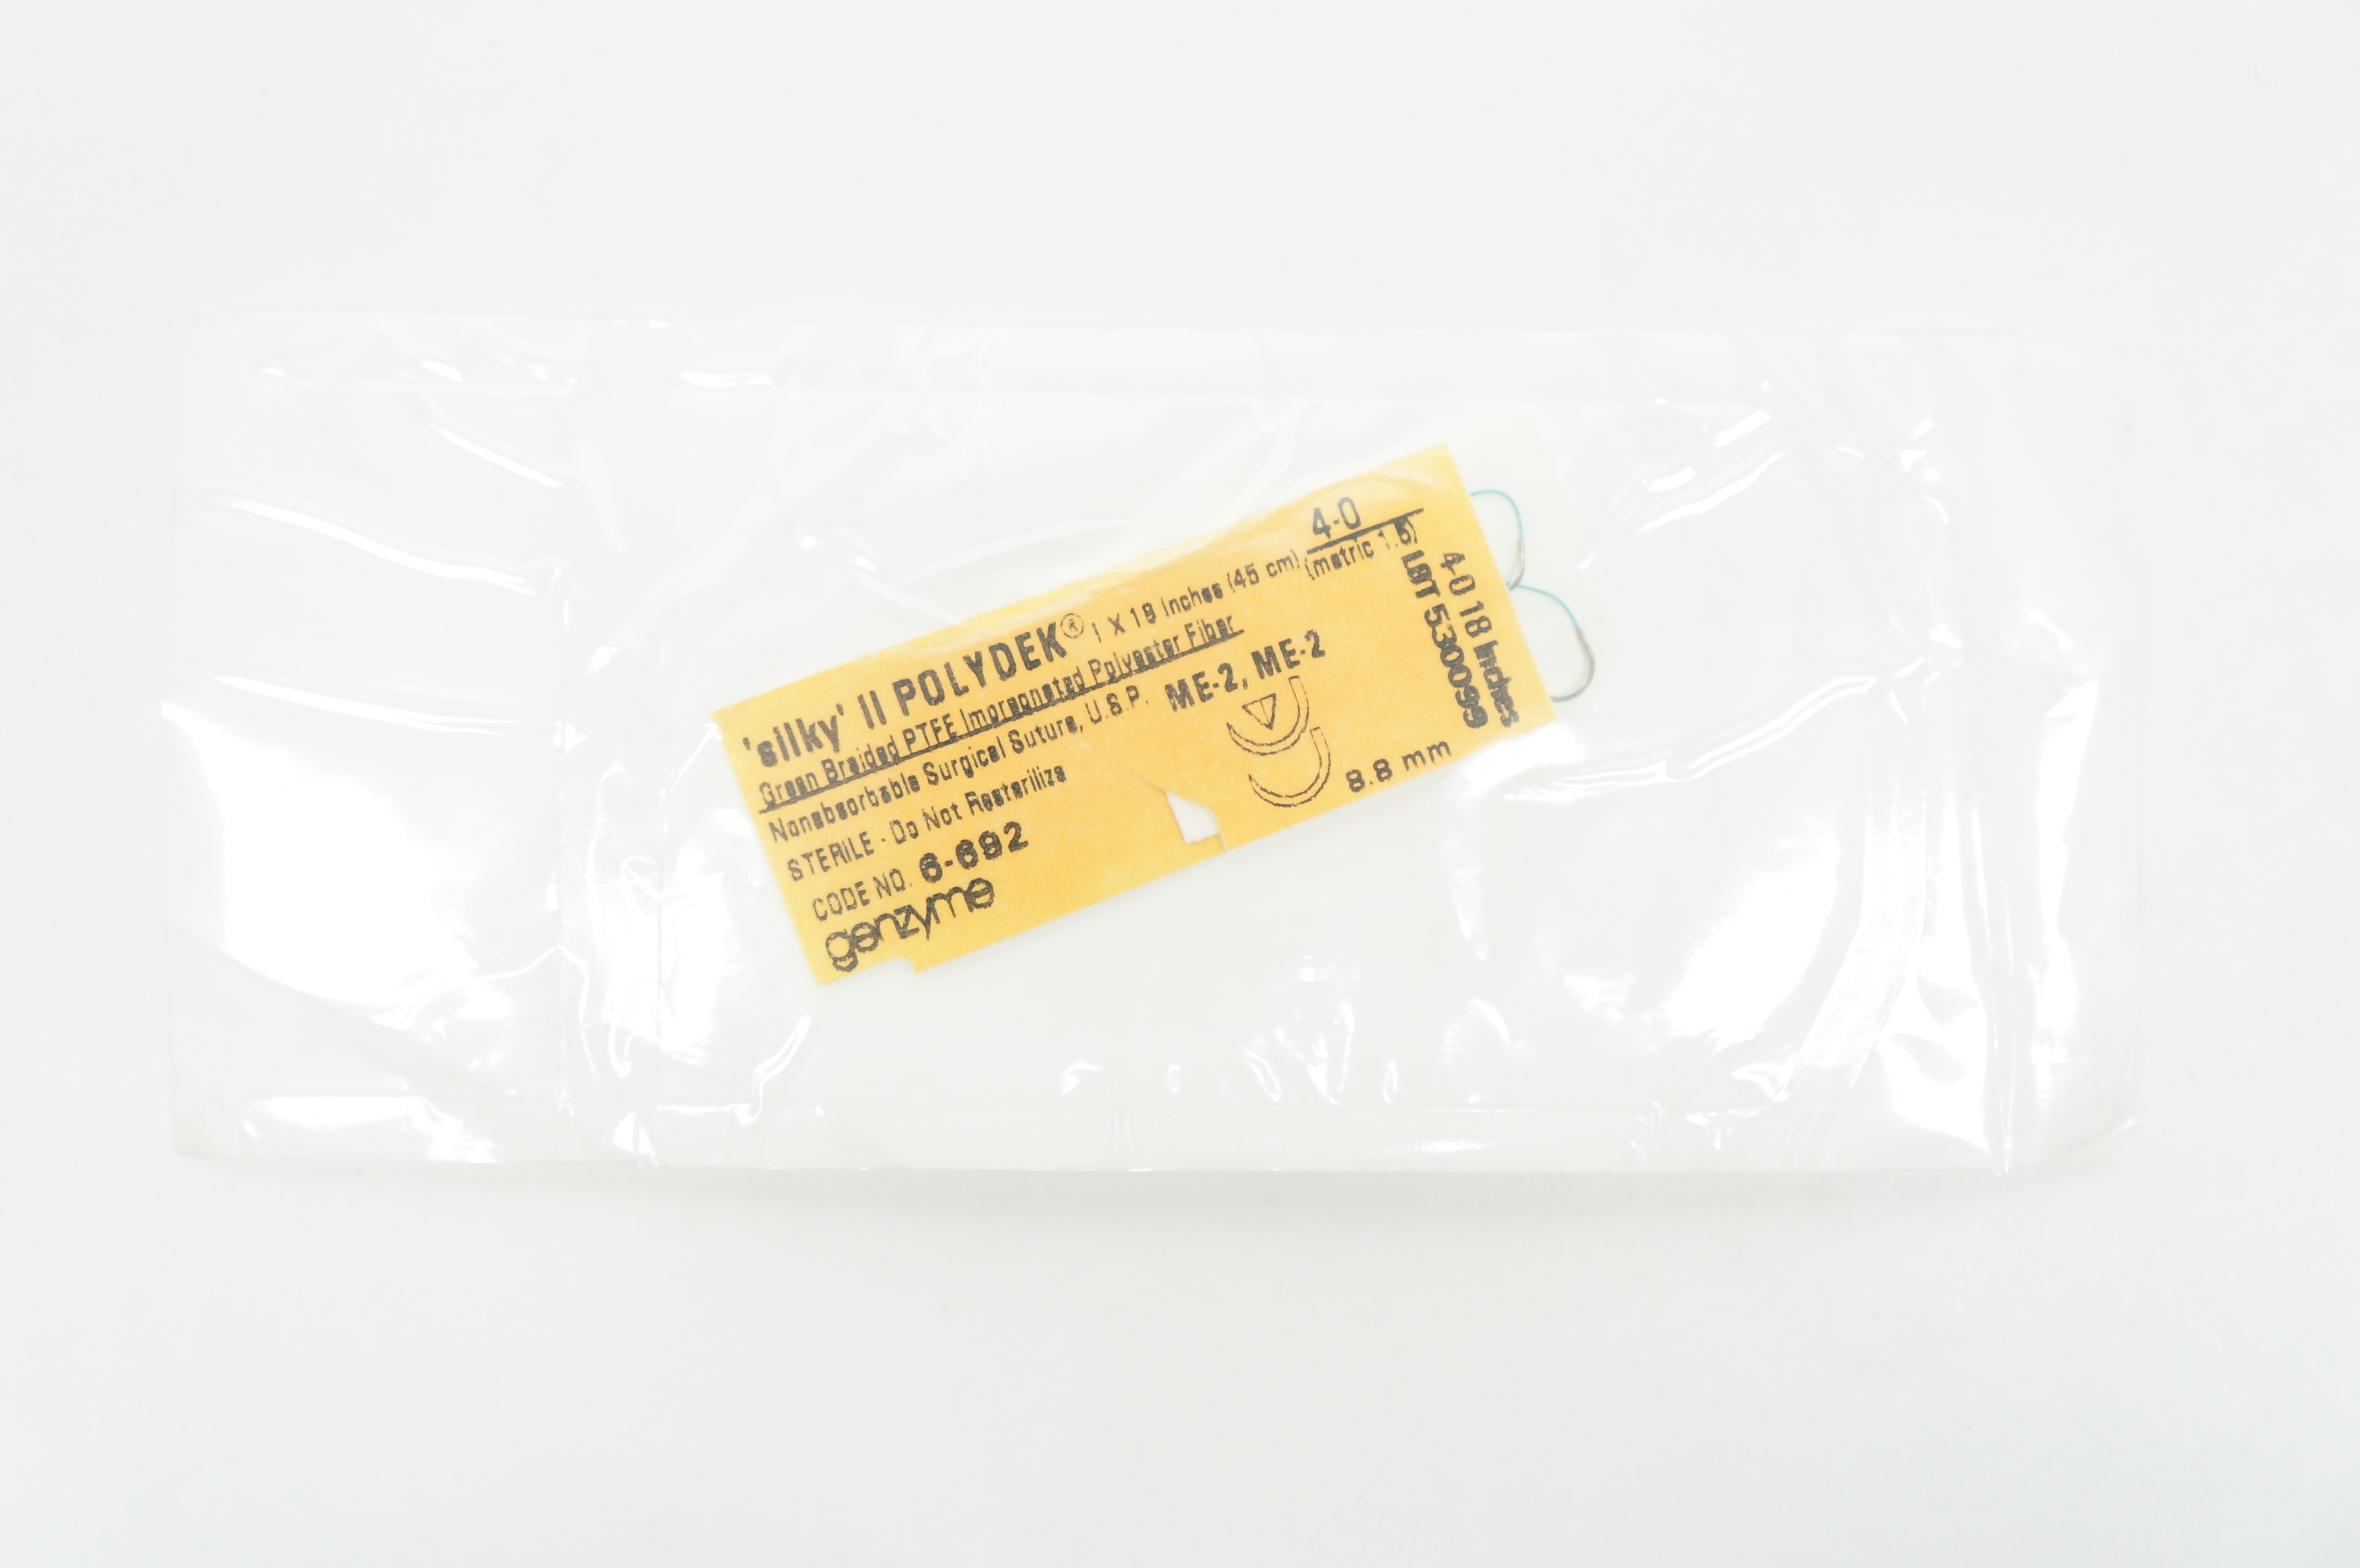 'silky' II POLYDEK® 1 X 18 inches (45 cm) 4-0
(metric 1.5)
Green Braided PTFE Impregnated Polyester Fiber
Nonabsorbable Surgical Suture, U.S.P. ME-2, ME-2
STERILE - Do Not Resterilize
CODE NO. 6-692
genzyme
8.8 mm
4-0 18 inches
LOT 5300999